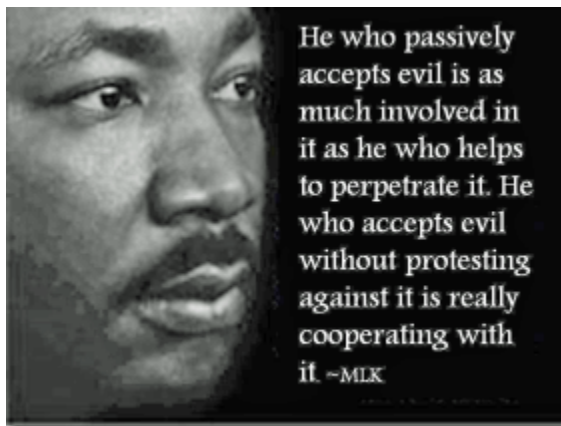 He who passively
accepts evil is as
much involved in
it as he who helps
to perpetrate it. He
who accepts evil
without protesting
against it is really
cooperating with
it. ~MLK